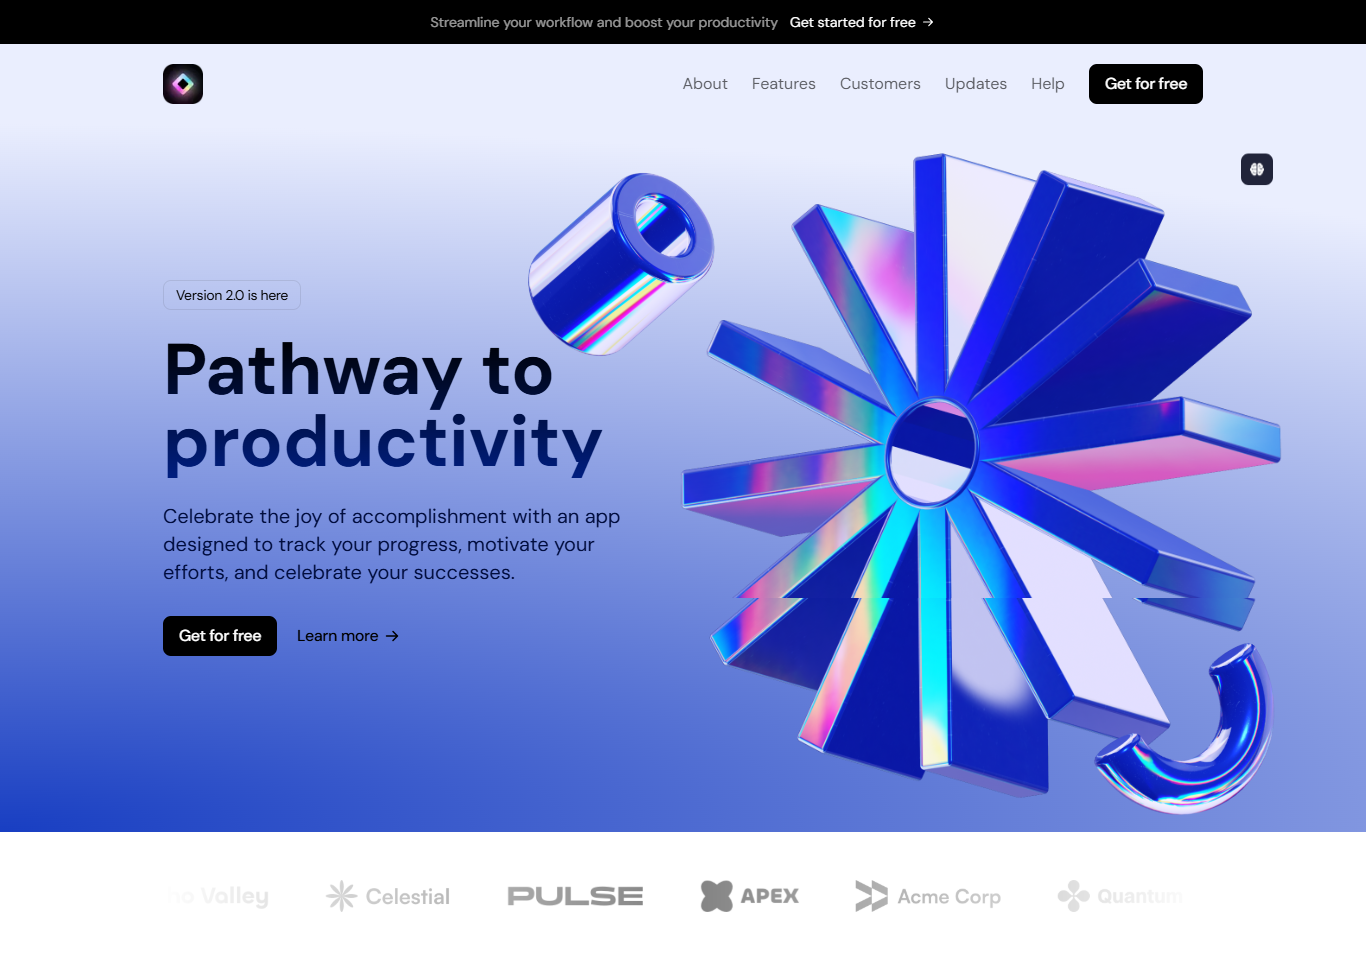 Streamline your workflow and boost your productivity Get started for free →
About Features Customers Updates Help Get for free
Version 2.0 is here
Pathway to
productivity
Celebrate the joy of accomplishment with an app
designed to track your progress, motivate your
efforts, and celebrate your successes.
Get for free Learn more →
no Valley Celestial PULSE APEX Acme Corp Quantum